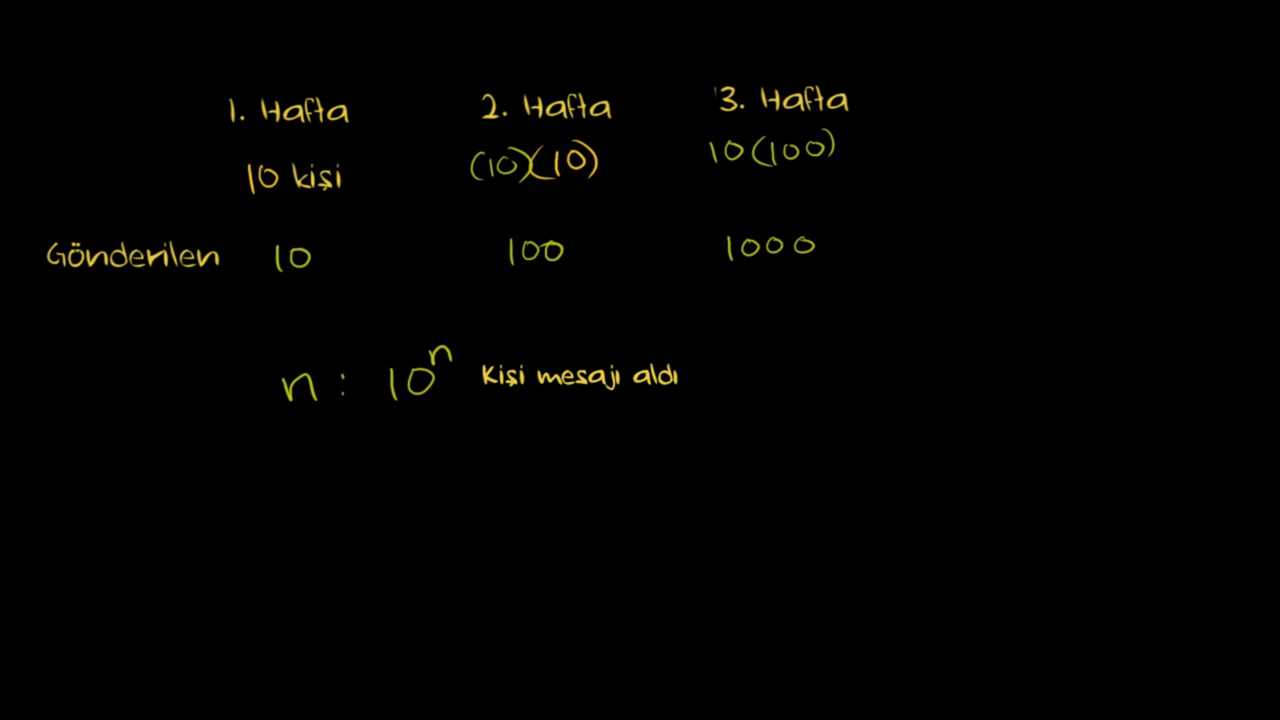 1. Hafta 2. Hafta 3. Hafta
10 kişi (10)(10) 10(100)
Gönderilen 10 100 1000
n : 10^n Kişi mesajı aldı